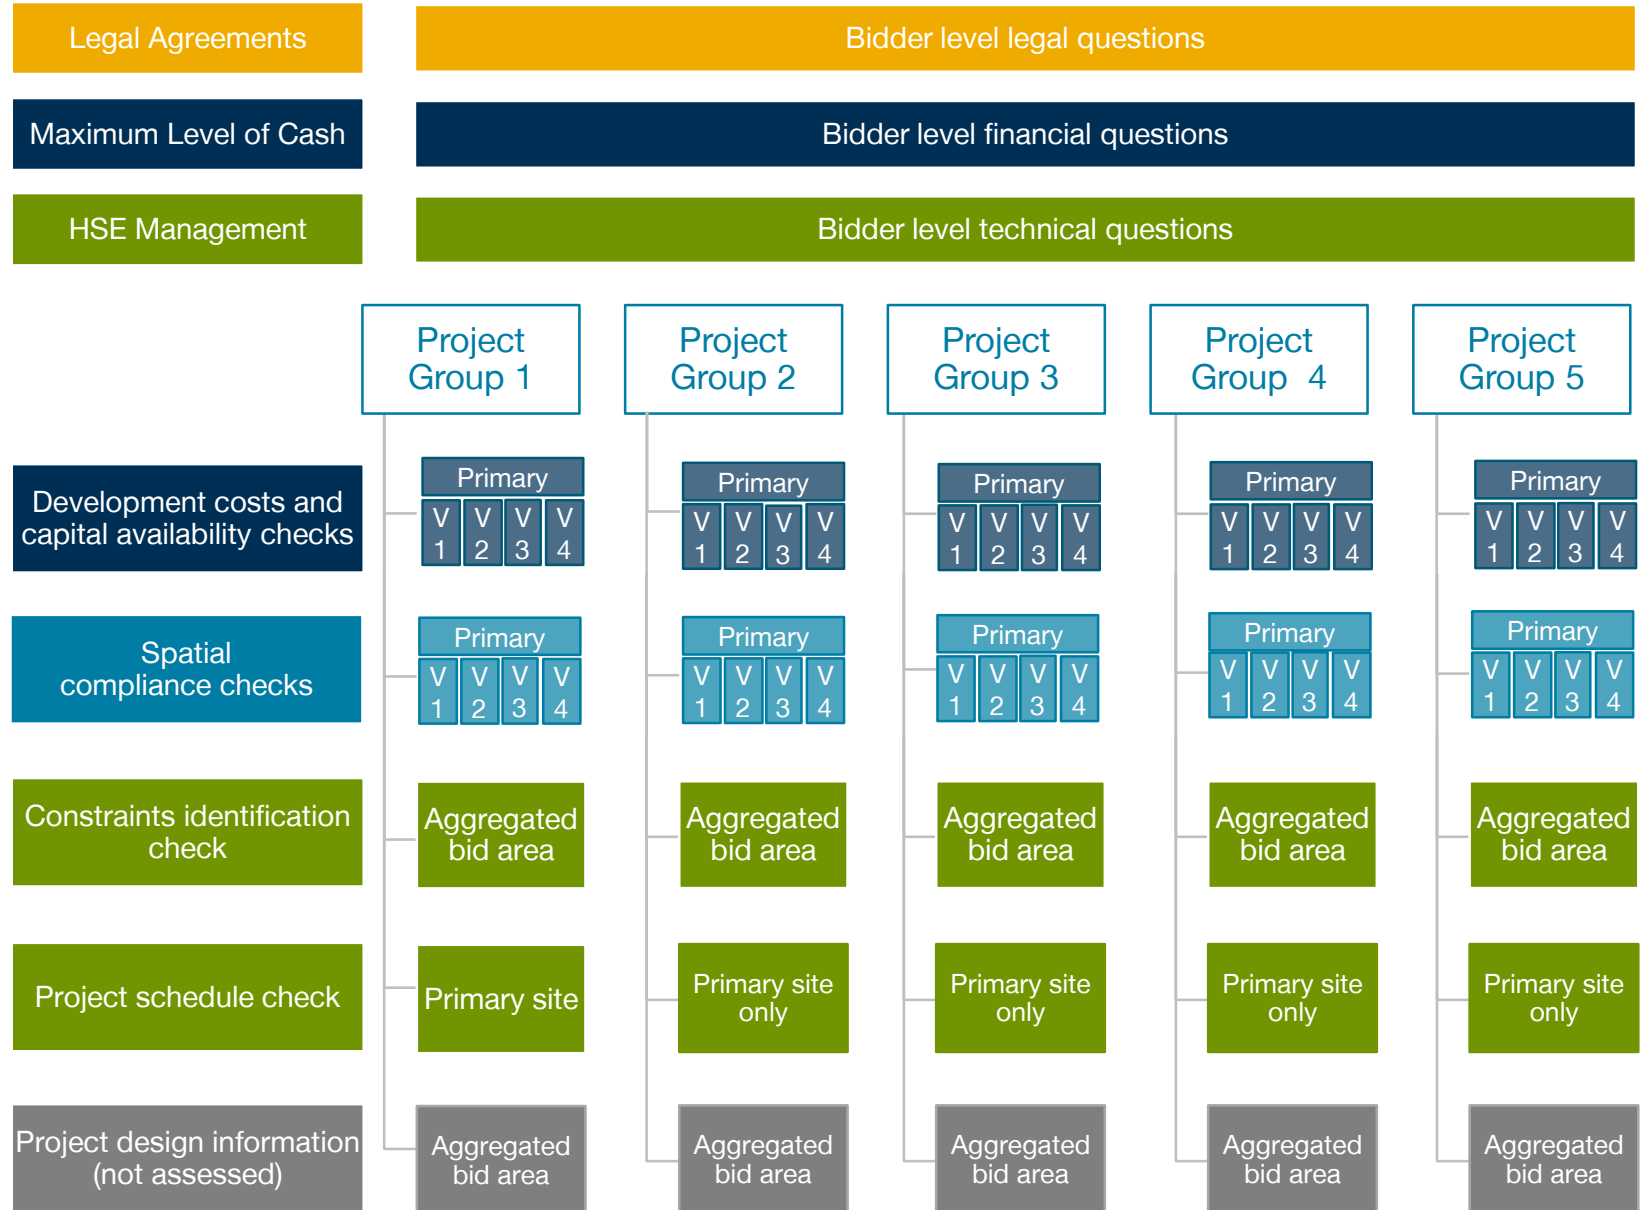 Legal Agreements
Bidder level legal questions
Maximum Level of Cash
Bidder level financial questions
HSE Management
Bidder level technical questions
Project
Group 1
Project
Group 2
Project
Group 3
Project
Group 4
Project
Group 5
Development costs and
capital availability checks
Primary
V V V V
1 2 3 4
Primary
V V V V
1 2 3 4
Primary
V V V V
1 2 3 4
Primary
V V V V
1 2 3 4
Primary
V V V V
1 2 3 4
Spatial
compliance checks
Primary
V V V V
1 2 3 4
Primary
V V V V
1 2 3 4
Primary
V V V V
1 2 3 4
Primary
V V V V
1 2 3 4
Primary
V V V V
1 2 3 4
Constraints identification
check
Aggregated
bid area
Aggregated
bid area
Aggregated
bid area
Aggregated
bid area
Aggregated
bid area
Project schedule check
Primary site
Primary site
only
Primary site
only
Primary site
only
Primary site
only
Project design information
(not assessed)
Aggregated
bid area
Aggregated
bid area
Aggregated
bid area
Aggregated
bid area
Aggregated
bid area